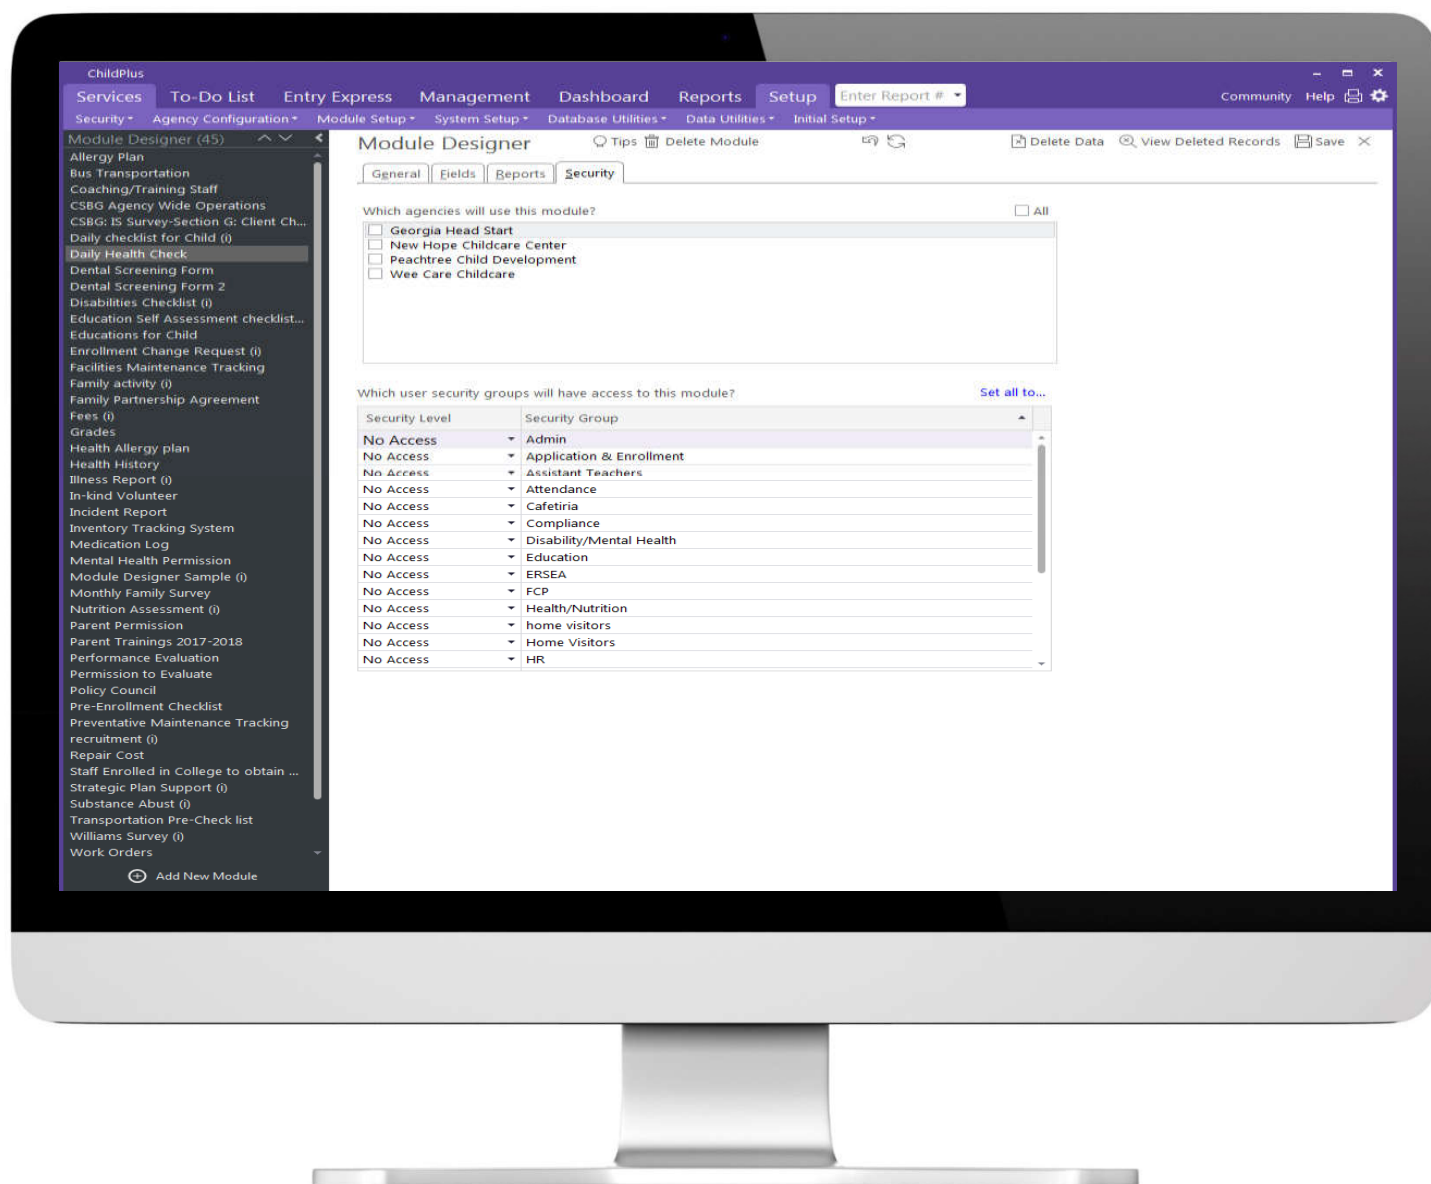 ChildPlus
Services To-Do List Entry Express Management Dashboard Reports Setup Enter Report # Community Help
Security Agency Configuration Module Setup System Setup Database Utilities Data Utilities Initial Setup
Module Designer (45)
Allergy Plan
Bus Transportation
Coaching/Training Staff
CSBG Agency Wide Operations
CSBG: IS Survey-Section G: Client Ch...
Daily checklist for Child (i)
Daily Health Check
Dental Screening Form
Dental Screening Form 2
Disabilities Checklist (i)
Education Self Assessment checklist...
Educations for Child
Enrollment Change Request (i)
Facilities Maintenance Tracking
Family activity (i)
Family Partnership Agreement
Fees (i)
Grades
Health Allergy plan
Health History
Illness Report (i)
In-kind Volunteer
Incident Report
Inventory Tracking System
Medication Log
Mental Health Permission
Module Designer Sample (i)
Monthly Family Survey
Nutrition Assessment (i)
Parent Permission
Parent Trainings 2017-2018
Performance Evaluation
Permission to Evaluate
Policy Council
Pre-Enrollment Checklist
Preventative Maintenance Tracking
recruitment (i)
Repair Cost
Staff Enrolled in College to obtain ...
Strategic Plan Support (i)
Substance Abust (i)
Transportation Pre-Check list
Williams Survey (i)
Work Orders
Add New Module
Module Designer Tips Delete Module Delete Data View Deleted Records Save
General Fields Reports Security
Which agencies will use this module? All
Georgia Head Start
New Hope Childcare Center
Peachtree Child Development
Wee Care Childcare
Which user security groups will have access to this module? Set all to...
Security Level Security Group
No Access Admin
No Access Application & Enrollment
No Access Assistant Teachers
No Access Attendance
No Access Cafetiria
No Access Compliance
No Access Disability/Mental Health
No Access Education
No Access ERSEA
No Access FCP
No Access Health/Nutrition
No Access home visitors
No Access Home Visitors
No Access HR